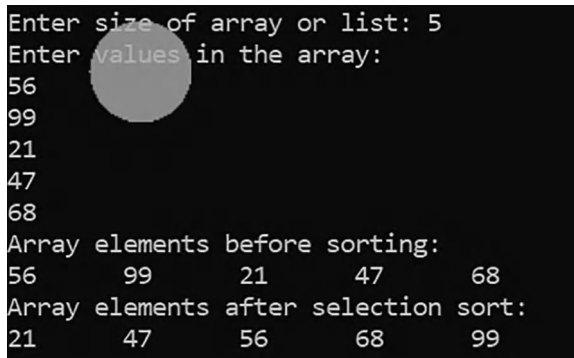 Enter size of array or list: 5
Enter values in the array:
56
99
21
47
68
Array elements before sorting:
56 99 21 47 68
Array elements after selection sort:
21 47 56 68 99